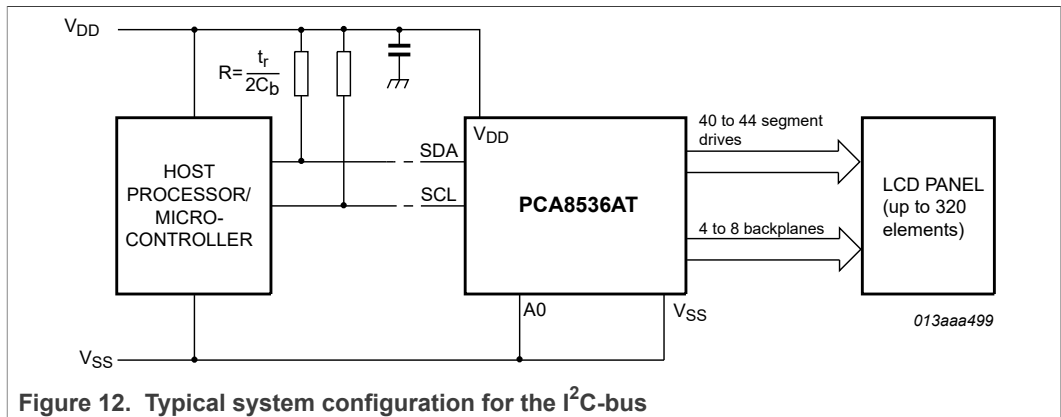 VDD
R= tr
2Cb
HOST
PROCESSOR/
MICRO-
CONTROLLER
SDA
SCL
VDD
PCA8536AT
A0
VSS
40 to 44 segment
drives
4 to 8 backplanes
LCD PANEL
(up to 320
elements)
013aaa499
VSS
Figure 12. Typical system configuration for the I²C-bus